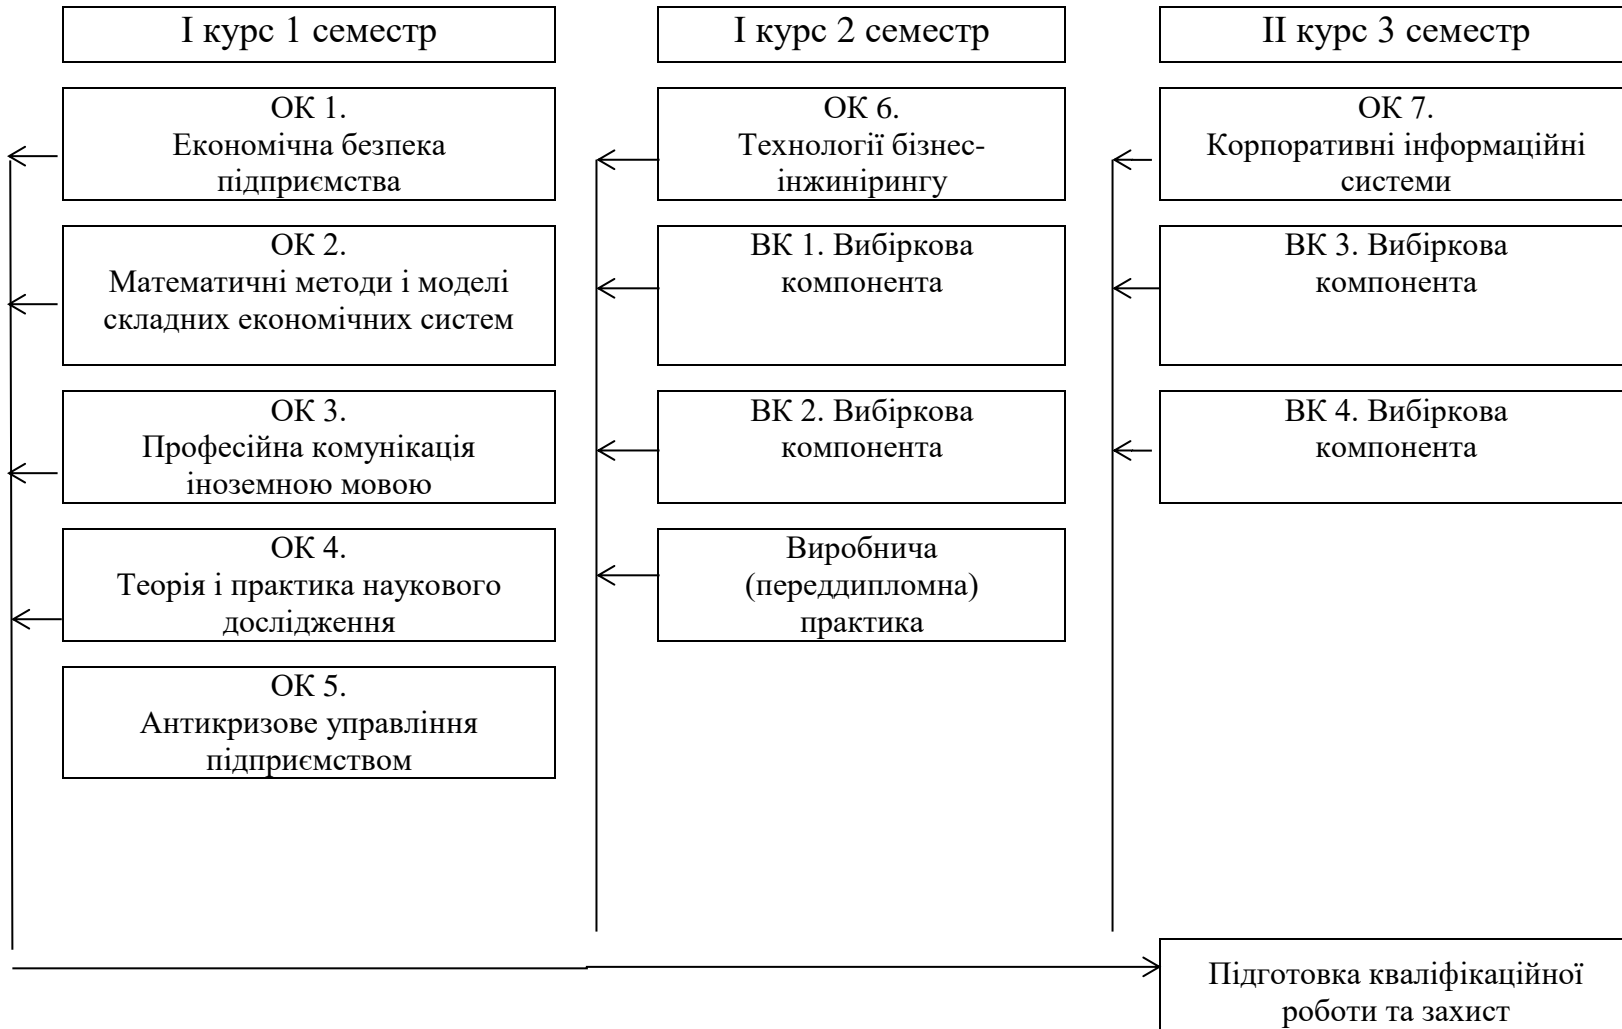 І курс 1 семестр
І курс 2 семестр
ІІ курс 3 семестр
ОК 1.
Економічна безпека
підприємства
ОК 6.
Технології бізнес-
інжинірингу
ОК 7.
Корпоративні інформаційні
системи
ОК 2.
Математичні методи і моделі
складних економічних систем
ВК 1. Вибіркова
компонента
ВК 3. Вибіркова
компонента
ОК 3.
Професійна комунікація
іноземною мовою
ВК 2. Вибіркова
компонента
ВК 4. Вибіркова
компонента
ОК 4.
Теорія і практика наукового
дослідження
Виробнича
(переддипломна)
практика
ОК 5.
Антикризове управління
підприємством
Підготовка кваліфікаційної
роботи та захист